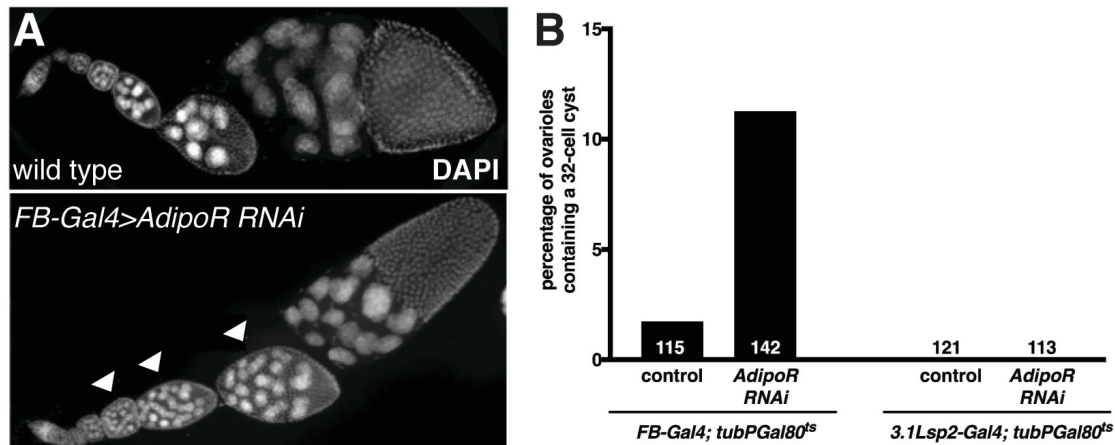 A
wild type
DAPI
FB-Gal4>AdipoR RNAi
B
percentage of ovarioles
containing a 32-cell cyst
15
10
5
0
115
142
121
113
control
AdipoR
RNAi
control
AdipoR
RNAi
FB-Gal4; tubPGal80ts
3.1Lsp2-Gal4; tubPGal80ts